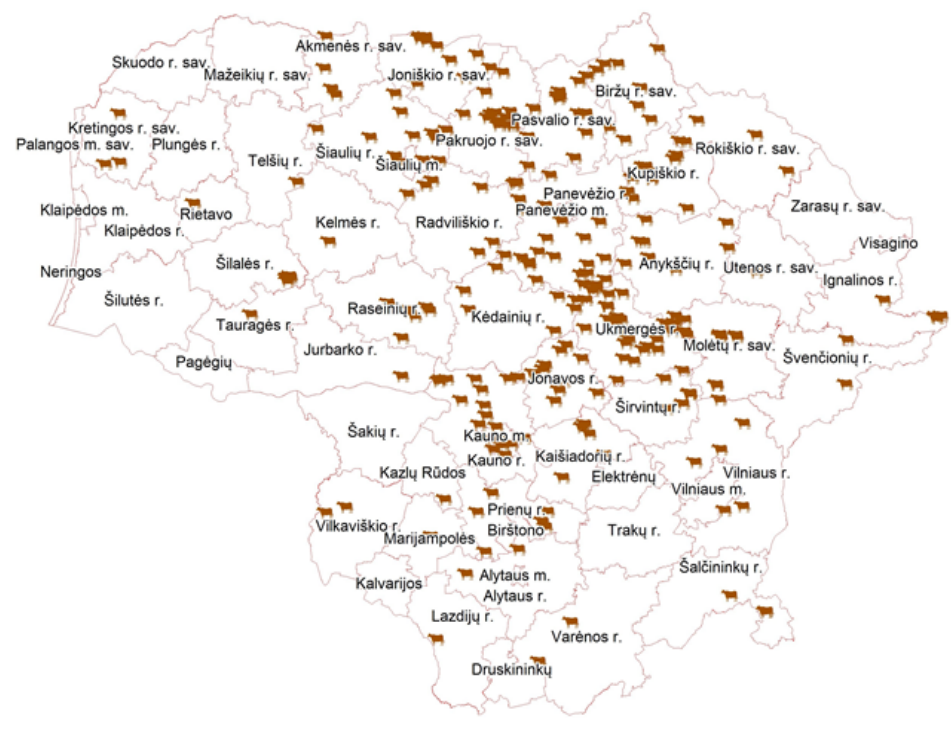 Akmenės r. sav.
Skuodo r. sav.
Mažeikių r. sav.
Joniškio r. sav.
Biržų r. sav.
Kretingos r. sav.
Pasvalio r. sav.
Palangos m. sav.
Plungės r.
Pakruojo r. sav.
Rokiškio r. sav.
Telšių r.
Šiaulių r.
Šiaulių m.
Kupiškio r.
Panevėžio r.
Klaipėdos m.
Rietavo
Panevėžio m.
Zarasų r. sav.
Klaipėdos r.
Kelmės r.
Radviliškio r.
Visagino
Neringos
Šilalės r.
Anykščių r.
Utenos r. sav.
Ignalinos r.
Šilutės r.
Raseinių r.
Kėdainių r.
Tauragės r.
Ukmergės r.
Molėtų r. sav.
Pagėgių
Jurbarko r.
Švenčionių r.
Jonavos r.
Širvintų r.
Šakių r.
Kauno m.
Kauno r.
Kaišiadorių r.
Kazlų Rūdos
Elektrėnų
Vilniaus r.
Vilniaus m.
Prienų r.
Vilkaviškio r.
Birštono
Trakų r.
Marijampolės
Šalčininkų r.
Kalvarijos
Alytaus m.
Alytaus r.
Lazdijų r.
Varėnos r.
Druskininkų